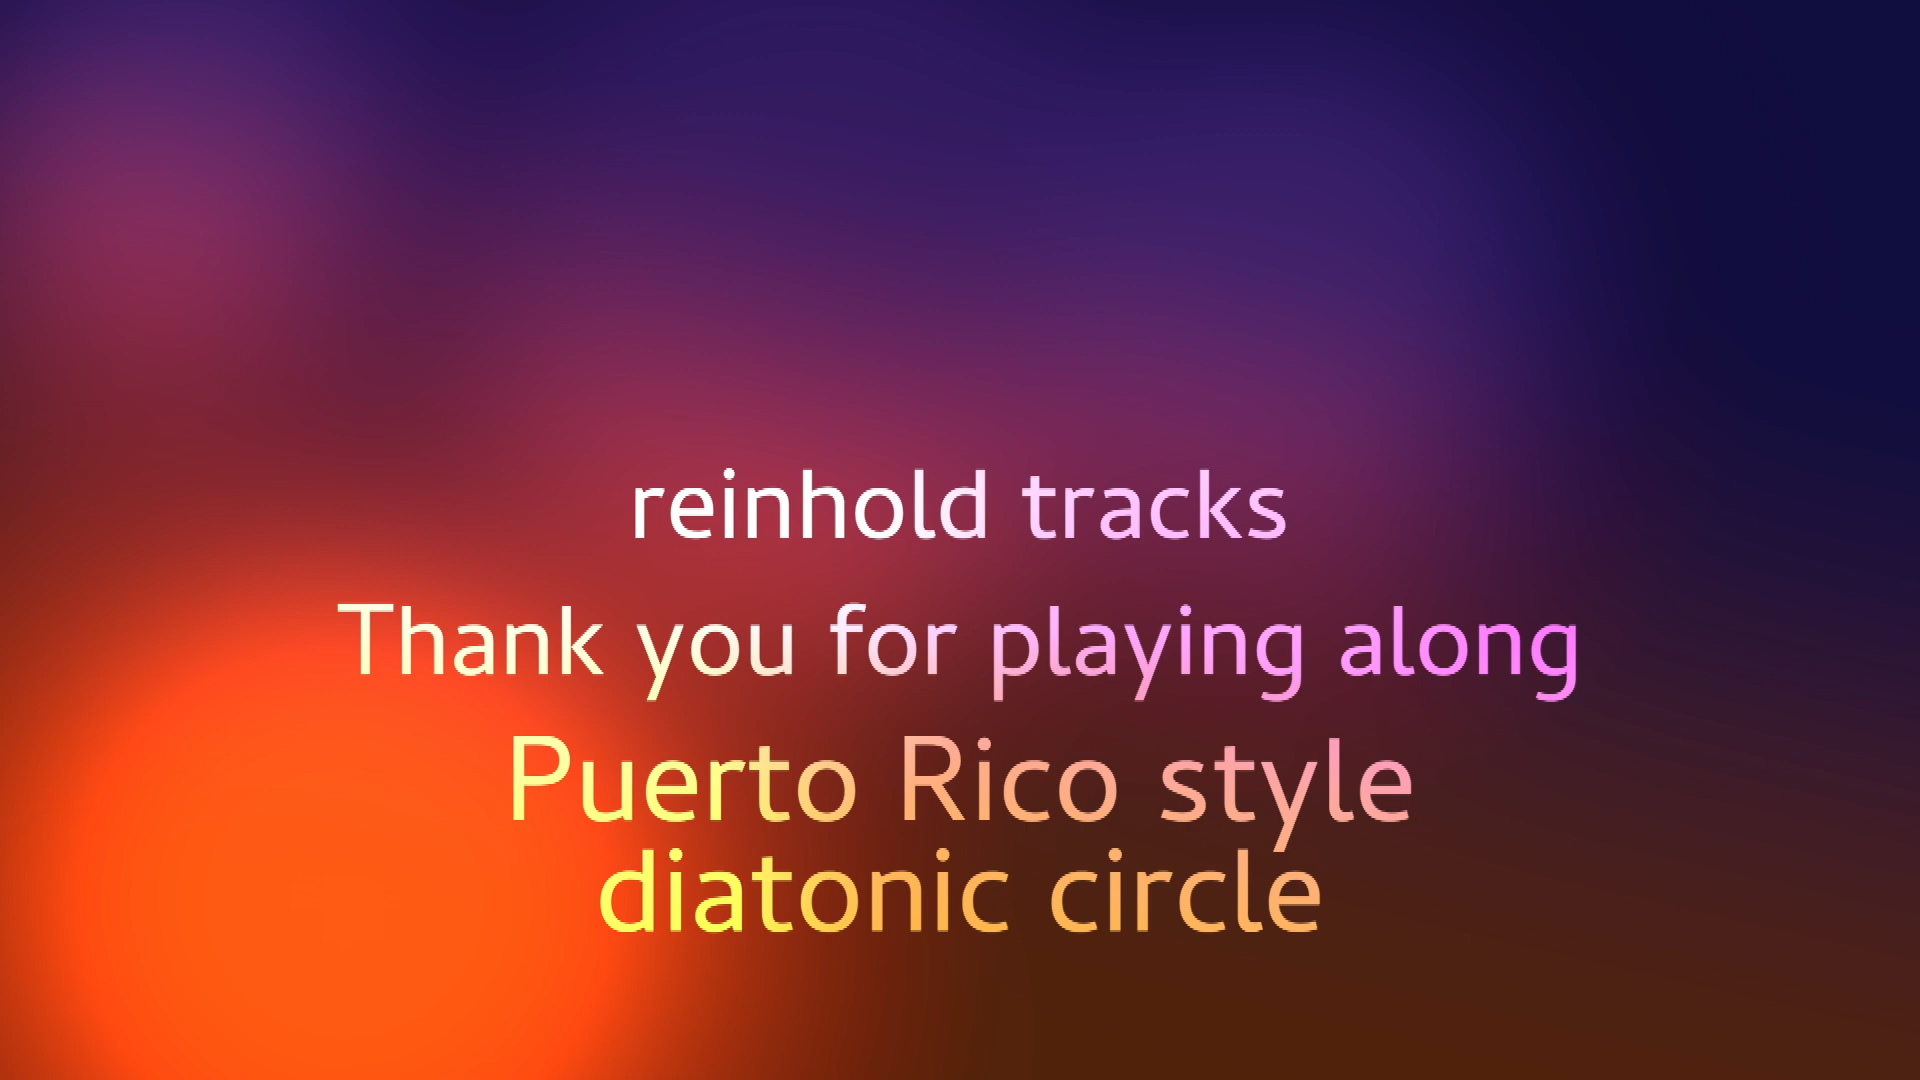 reinhold tracks
Thank you for playing along
Puerto Rico style
diatonic circle